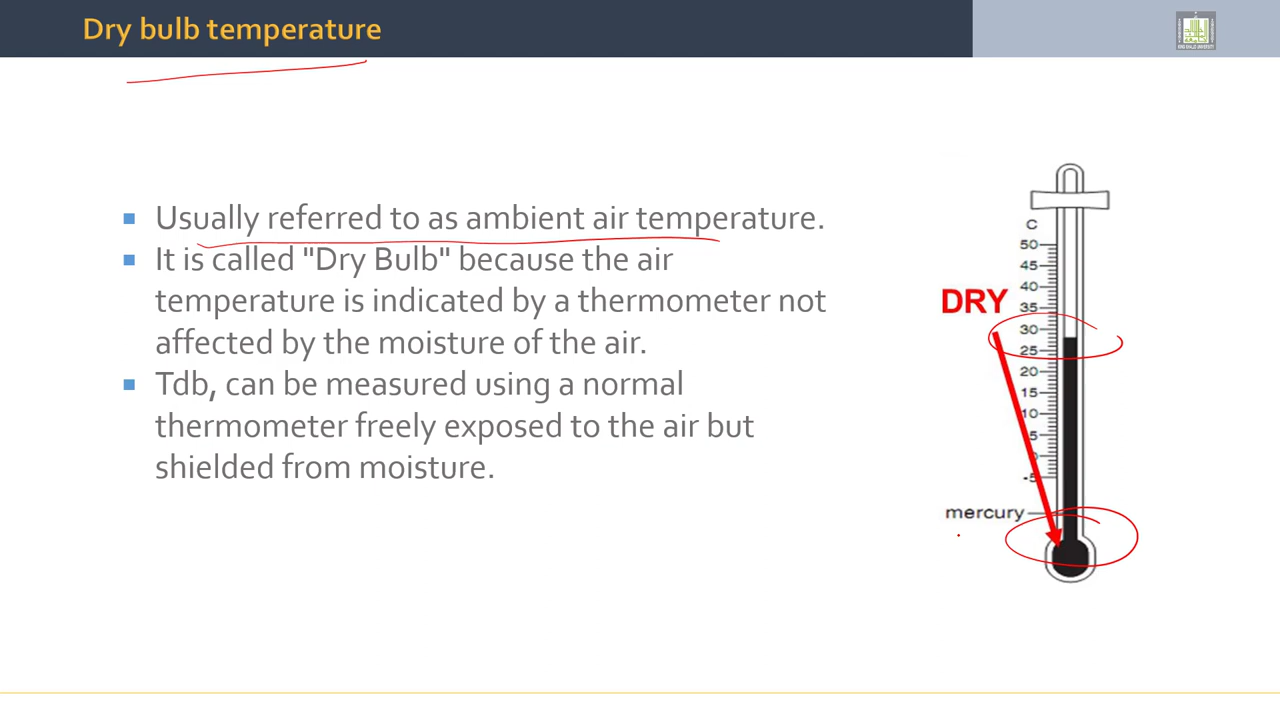 Dry bulb temperature
Usually referred to as ambient air temperature.
It is called "Dry Bulb" because the air
temperature is indicated by a thermometer not
affected by the moisture of the air.
Tdb, can be measured using a normal
thermometer freely exposed to the air but
shielded from moisture.
C
50
45
40
DRY
35
30
25
20
15
10
5
0
-5
mercury